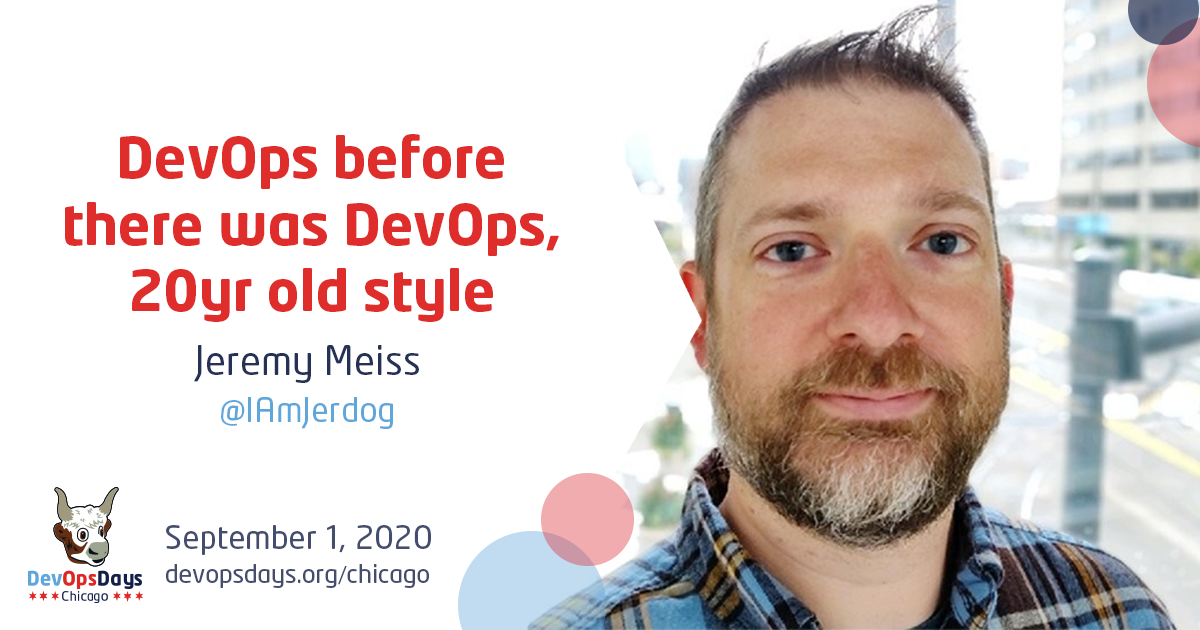 DevOps before
there was DevOps,
20yr old style
Jeremy Meiss
@IAmJerdog
DevOpsDays
Chicago
September 1, 2020
devopsdays.org/chicago